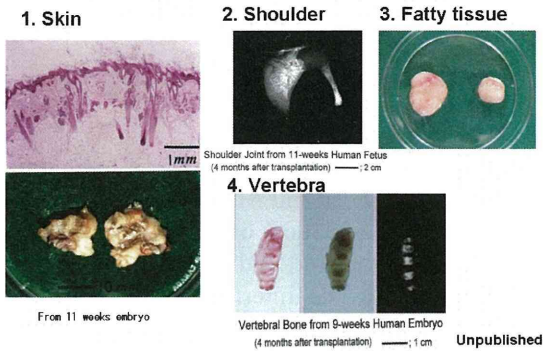 1. Skin
1mm
From 11 weeks embryo
2. Shoulder
Shoulder Joint from 11-weeks Human Fetus
(4 months after transplantation) ——; 2 cm
3. Fatty tissue
4. Vertebra
Vertebral Bone from 9-weeks Human Embryo
(4 months after transplantation) ——; 1 cm
Unpublished